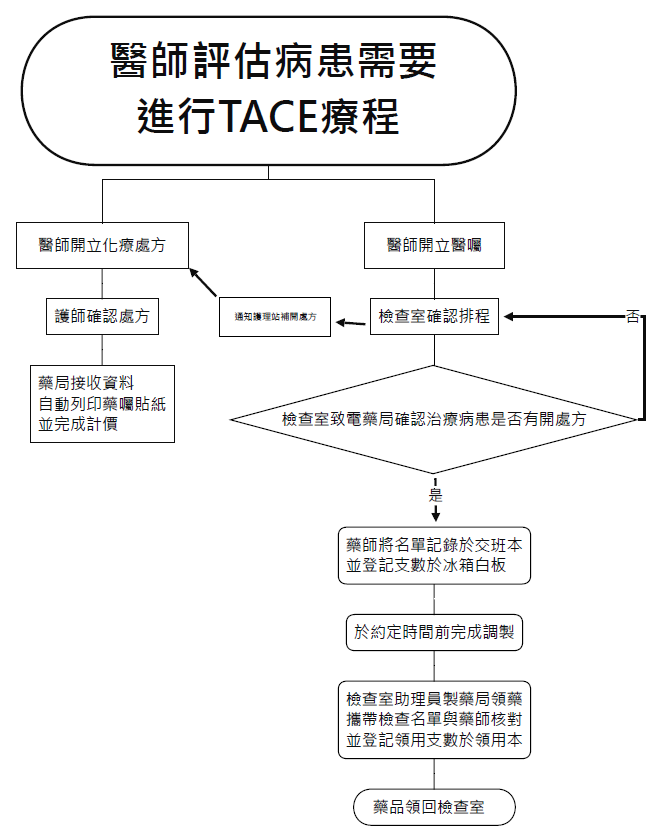 醫師評估病患需要
進行TACE療程
醫師開立化療處方
醫師開立醫囑
護師確認處方
通知護理站補開處方
檢查室確認排程
否
藥局接收資料
自動列印藥囑貼紙
並完成計價
檢查室致電藥局確認治療病患是否有開處方
是
藥師將名單記錄於交班本
並登記支數於冰箱白板
於約定時間前完成調製
檢查室助理員製藥局領藥
攜帶檢查名單與藥師核對
並登記領用支數於領用本
藥品領回檢查室